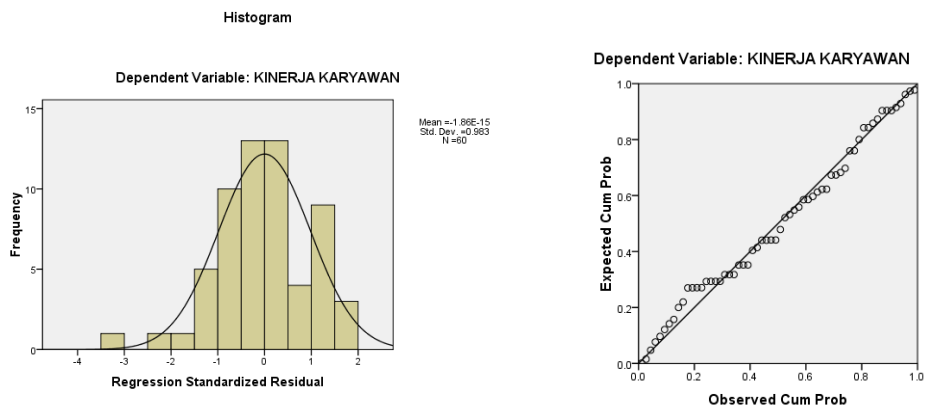 Histogram
Dependent Variable: KINERJA KARYAWAN
Mean =-1.86E-15
Std. Dev. =0.983
N =60
Frequency
15
10
5
0
-4 -3 -2 -1 0 1 2
Regression Standardized Residual
Dependent Variable: KINERJA KARYAWAN
Expected Cum Prob
1.0
0.8
0.6
0.4
0.2
0.0
0.0 0.2 0.4 0.6 0.8 1.0
Observed Cum Prob